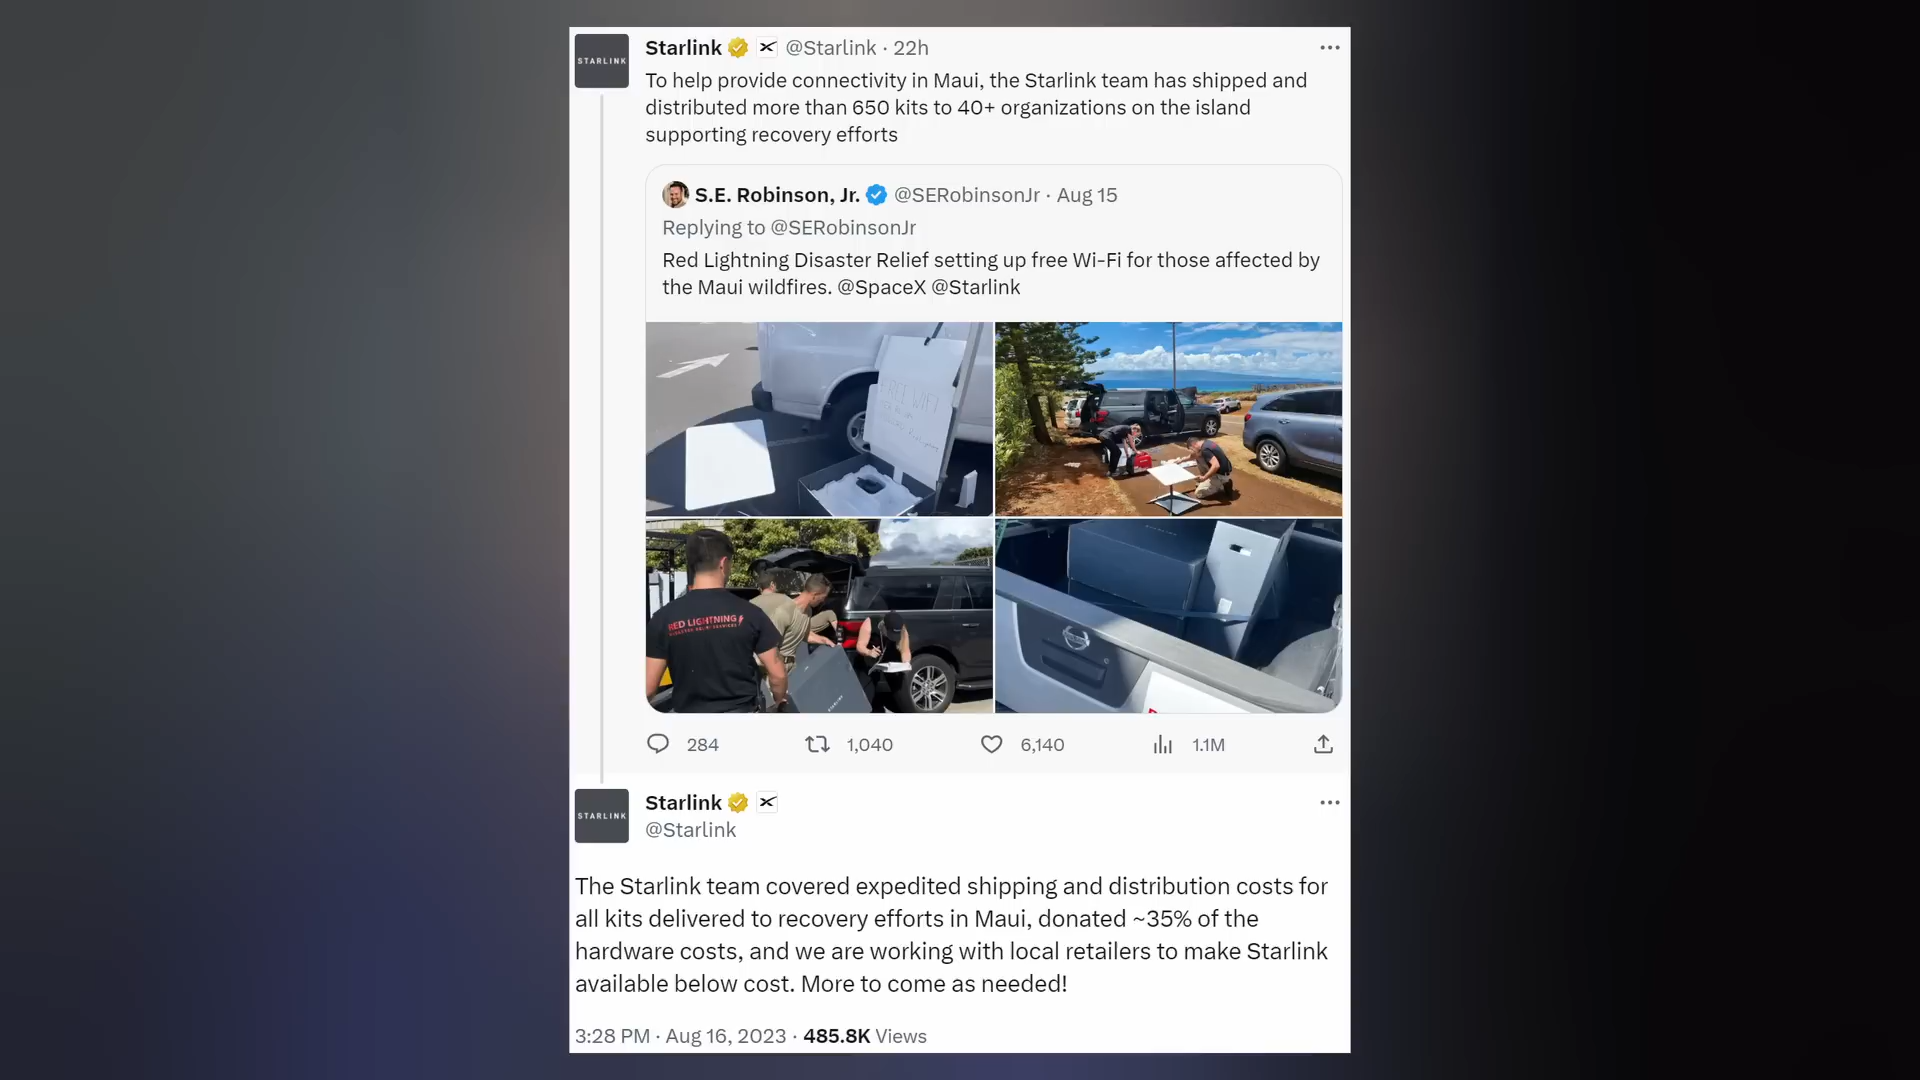 STARLINK
Starlink @Starlink · 22h
To help provide connectivity in Maui, the Starlink team has shipped and
distributed more than 650 kits to 40+ organizations on the island
supporting recovery efforts
S.E. Robinson, Jr. @SERobinsonJr · Aug 15
Replying to @SERobinsonJr
Red Lightning Disaster Relief setting up free Wi-Fi for those affected by
the Maui wildfires. @SpaceX @Starlink
FREE WIFI
RED LIGHTNING
284 1,040 6,140 1.1M
STARLINK
Starlink
@Starlink
The Starlink team covered expedited shipping and distribution costs for
all kits delivered to recovery efforts in Maui, donated ~35% of the
hardware costs, and we are working with local retailers to make Starlink
available below cost. More to come as needed!
3:28 PM · Aug 16, 2023 · 485.8K Views